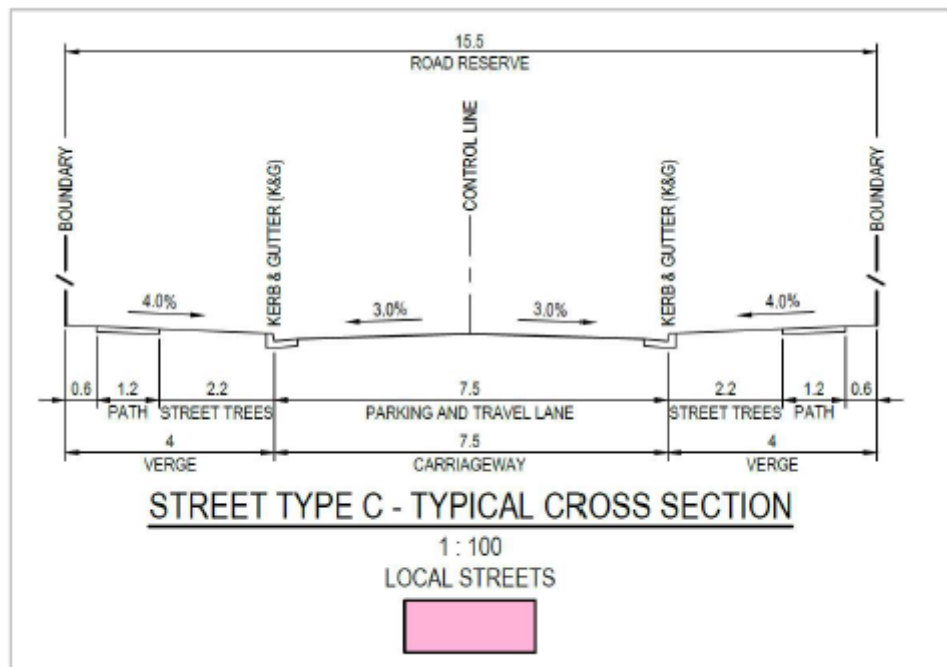 15.5
ROAD RESERVE
BOUNDARY
KERB & GUTTER (K&G)
CONTROL LINE
KERB & GUTTER (K&G)
BOUNDARY
4.0%
3.0%
3.0%
4.0%
0.6
1.2
2.2
7.5
2.2
1.2
0.6
PATH
STREET TREES
PARKING AND TRAVEL LANE
STREET TREES
PATH
4
7.5
4
VERGE
CARRIAGEWAY
VERGE
STREET TYPE C - TYPICAL CROSS SECTION
1 : 100
LOCAL STREETS